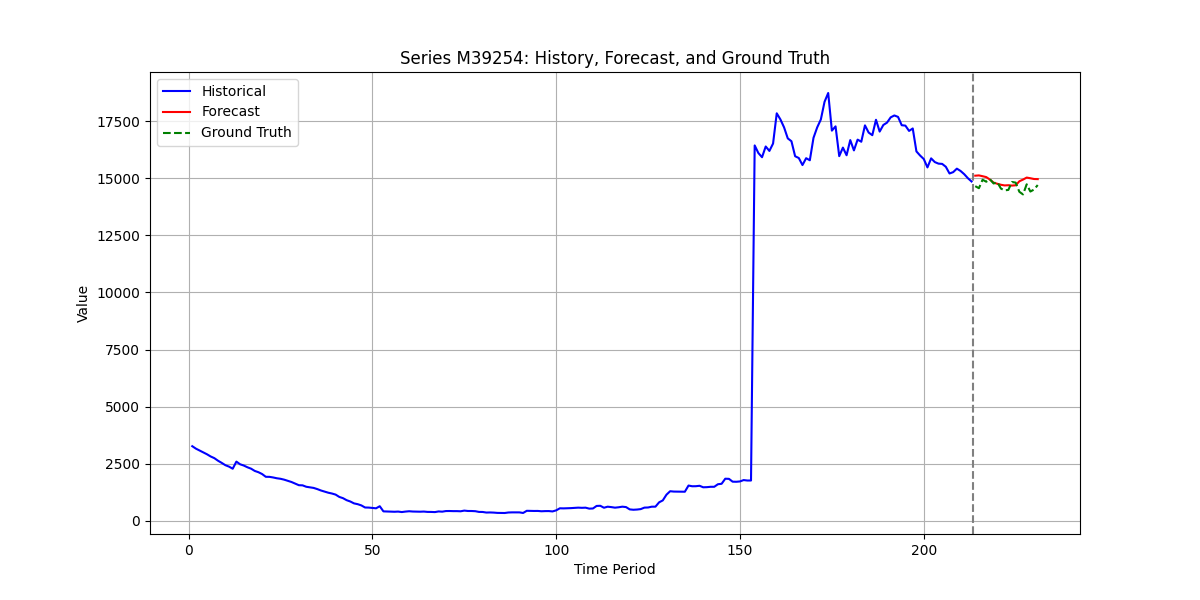 Series M39254: History, Forecast, and Ground Truth
Historical
Forecast
Ground Truth
17500
15000
12500
10000
7500
5000
2500
0
Value
0 50 100 150 200
Time Period